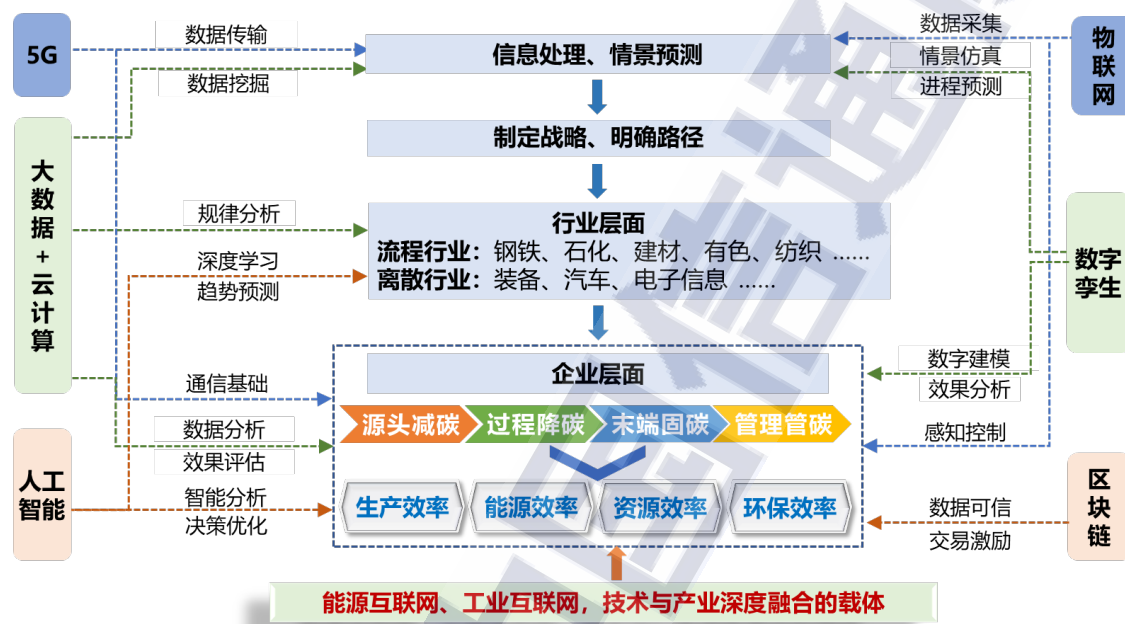 5G
数据传输
数据挖掘
信息处理、情景预测
数据采集
情景仿真
进程预测
物
联
网
制定战略、明确路径
大
数
据
+
云
计
算
规律分析
深度学习
趋势预测
行业层面
流程行业：钢铁、石化、建材、有色、纺织 ……
离散行业：装备、汽车、电子信息 ……
数字
孪生
通信基础
数据分析
效果评估
智能分析
决策优化
人工
智能
企业层面
源头减碳
过程降碳
末端固碳
管理管碳
生产效率
能源效率
资源效率
环保效率
数字建模
效果分析
感知控制
数据可信
交易激励
区
块
链
能源互联网、工业互联网，技术与产业深度融合的载体